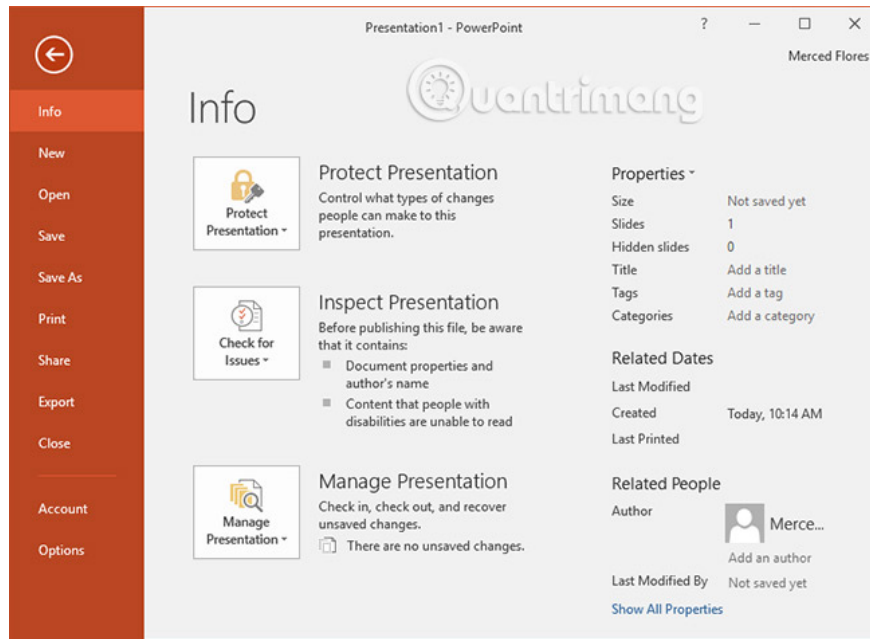 Presentation1 - PowerPoint
?
Merced Flores
Quantrimang
Info
New
Open
Save
Save As
Print
Share
Export
Close
Account
Options
Info
Protect
Presentation
Protect Presentation
Control what types of changes
people can make to this
presentation.
Check for
Issues
Inspect Presentation
Before publishing this file, be aware
that it contains:
Document properties and
author's name
Content that people with
disabilities are unable to read
Manage
Presentation
Manage Presentation
Check in, check out, and recover
unsaved changes.
There are no unsaved changes.
Properties
Size Not saved yet
Slides 1
Hidden slides 0
Title Add a title
Tags Add a tag
Categories Add a category
Related Dates
Last Modified
Created Today, 10:14 AM
Last Printed
Related People
Author Merce...
Add an author
Last Modified By Not saved yet
Show All Properties